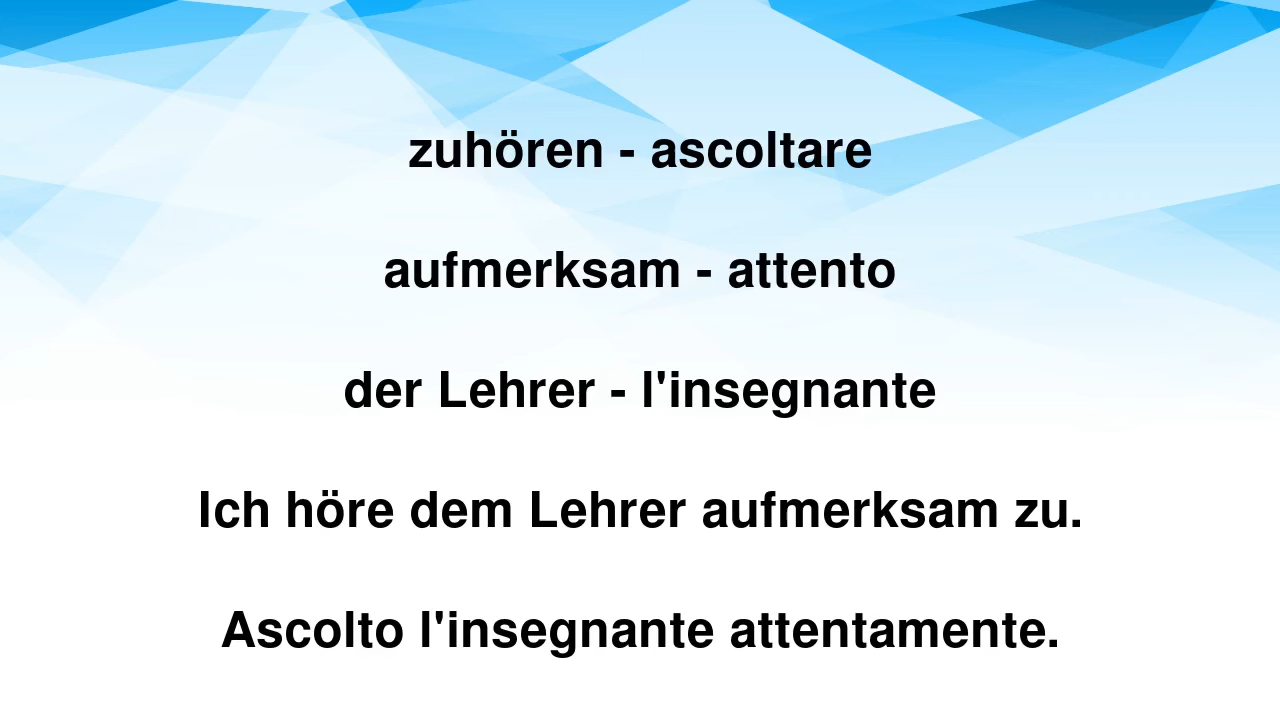 zuhören - ascoltare
aufmerksam - attento
der Lehrer - l'insegnante
Ich höre dem Lehrer aufmerksam zu.
Ascolto l'insegnante attentamente.